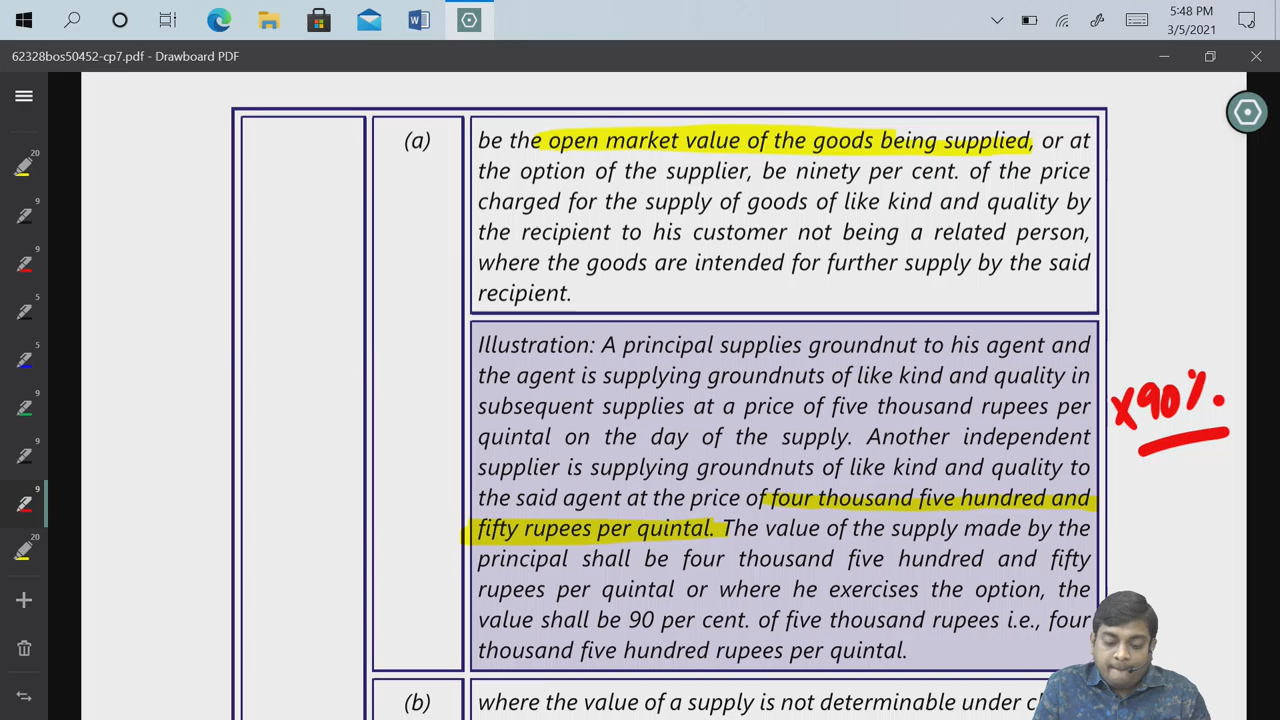 5:48 PM
3/5/2021
62328bos50452-cp7.pdf - Drawboard PDF
(a)
be the open market value of the goods being supplied, or at
the option of the supplier, be ninety per cent. of the price
charged for the supply of goods of like kind and quality by
the recipient to his customer not being a related person,
where the goods are intended for further supply by the said
recipient.
Illustration: A principal supplies groundnut to his agent and
the agent is supplying groundnuts of like kind and quality in
subsequent supplies at a price of five thousand rupees per
quintal on the day of the supply. Another independent
supplier is supplying groundnuts of like kind and quality to
the said agent at the price of four thousand five hundred and
fifty rupees per quintal. The value of the supply made by the
principal shall be four thousand five hundred and fifty
rupees per quintal or where he exercises the option, the
value shall be 90 per cent. of five thousand rupees i.e., four
thousand five hundred rupees per quintal.
x90%.
(b)
where the value of a supply is not determinable under
20
9
9
5
5
9
9
9
20